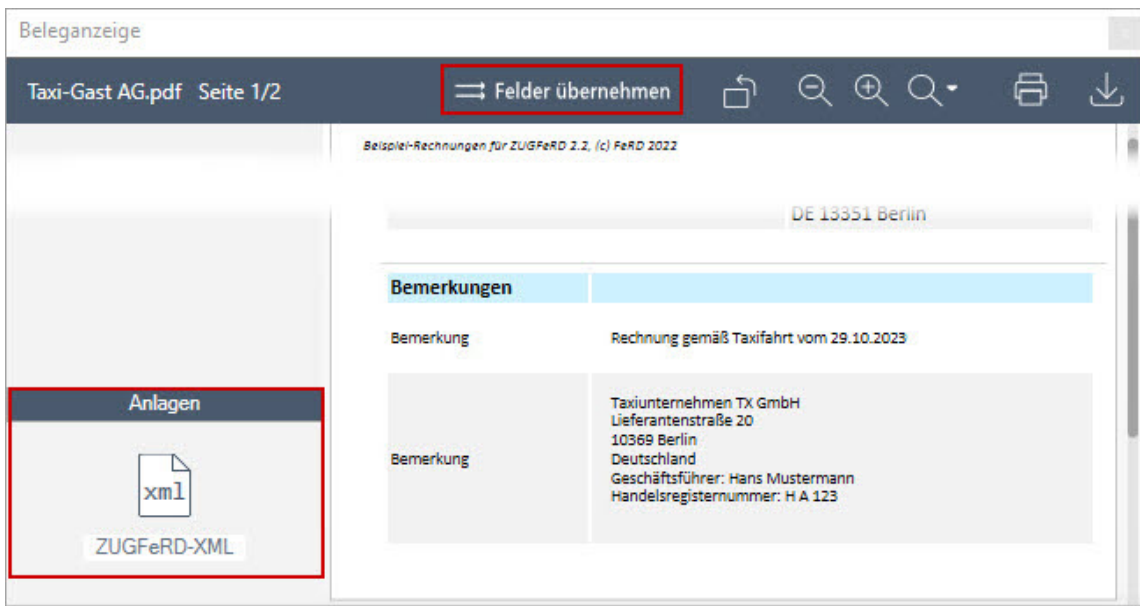 Beleganzeige
Taxi-Gast AG.pdf Seite 1/2
Felder übernehmen
Beispiel-Rechnungen für ZUGFeRD 2.2, (c) FeRD 2022
DE 13351 Berlin
Bemerkungen
Bemerkung
Rechnung gemäß Taxifahrt vom 29.10.2023
Bemerkung
Taxiunternehmen TX GmbH
Lieferantenstraße 20
10369 Berlin
Deutschland
Geschäftsführer: Hans Mustermann
Handelsregisternummer: H A 123
Anlagen
xml
ZUGFeRD-XML